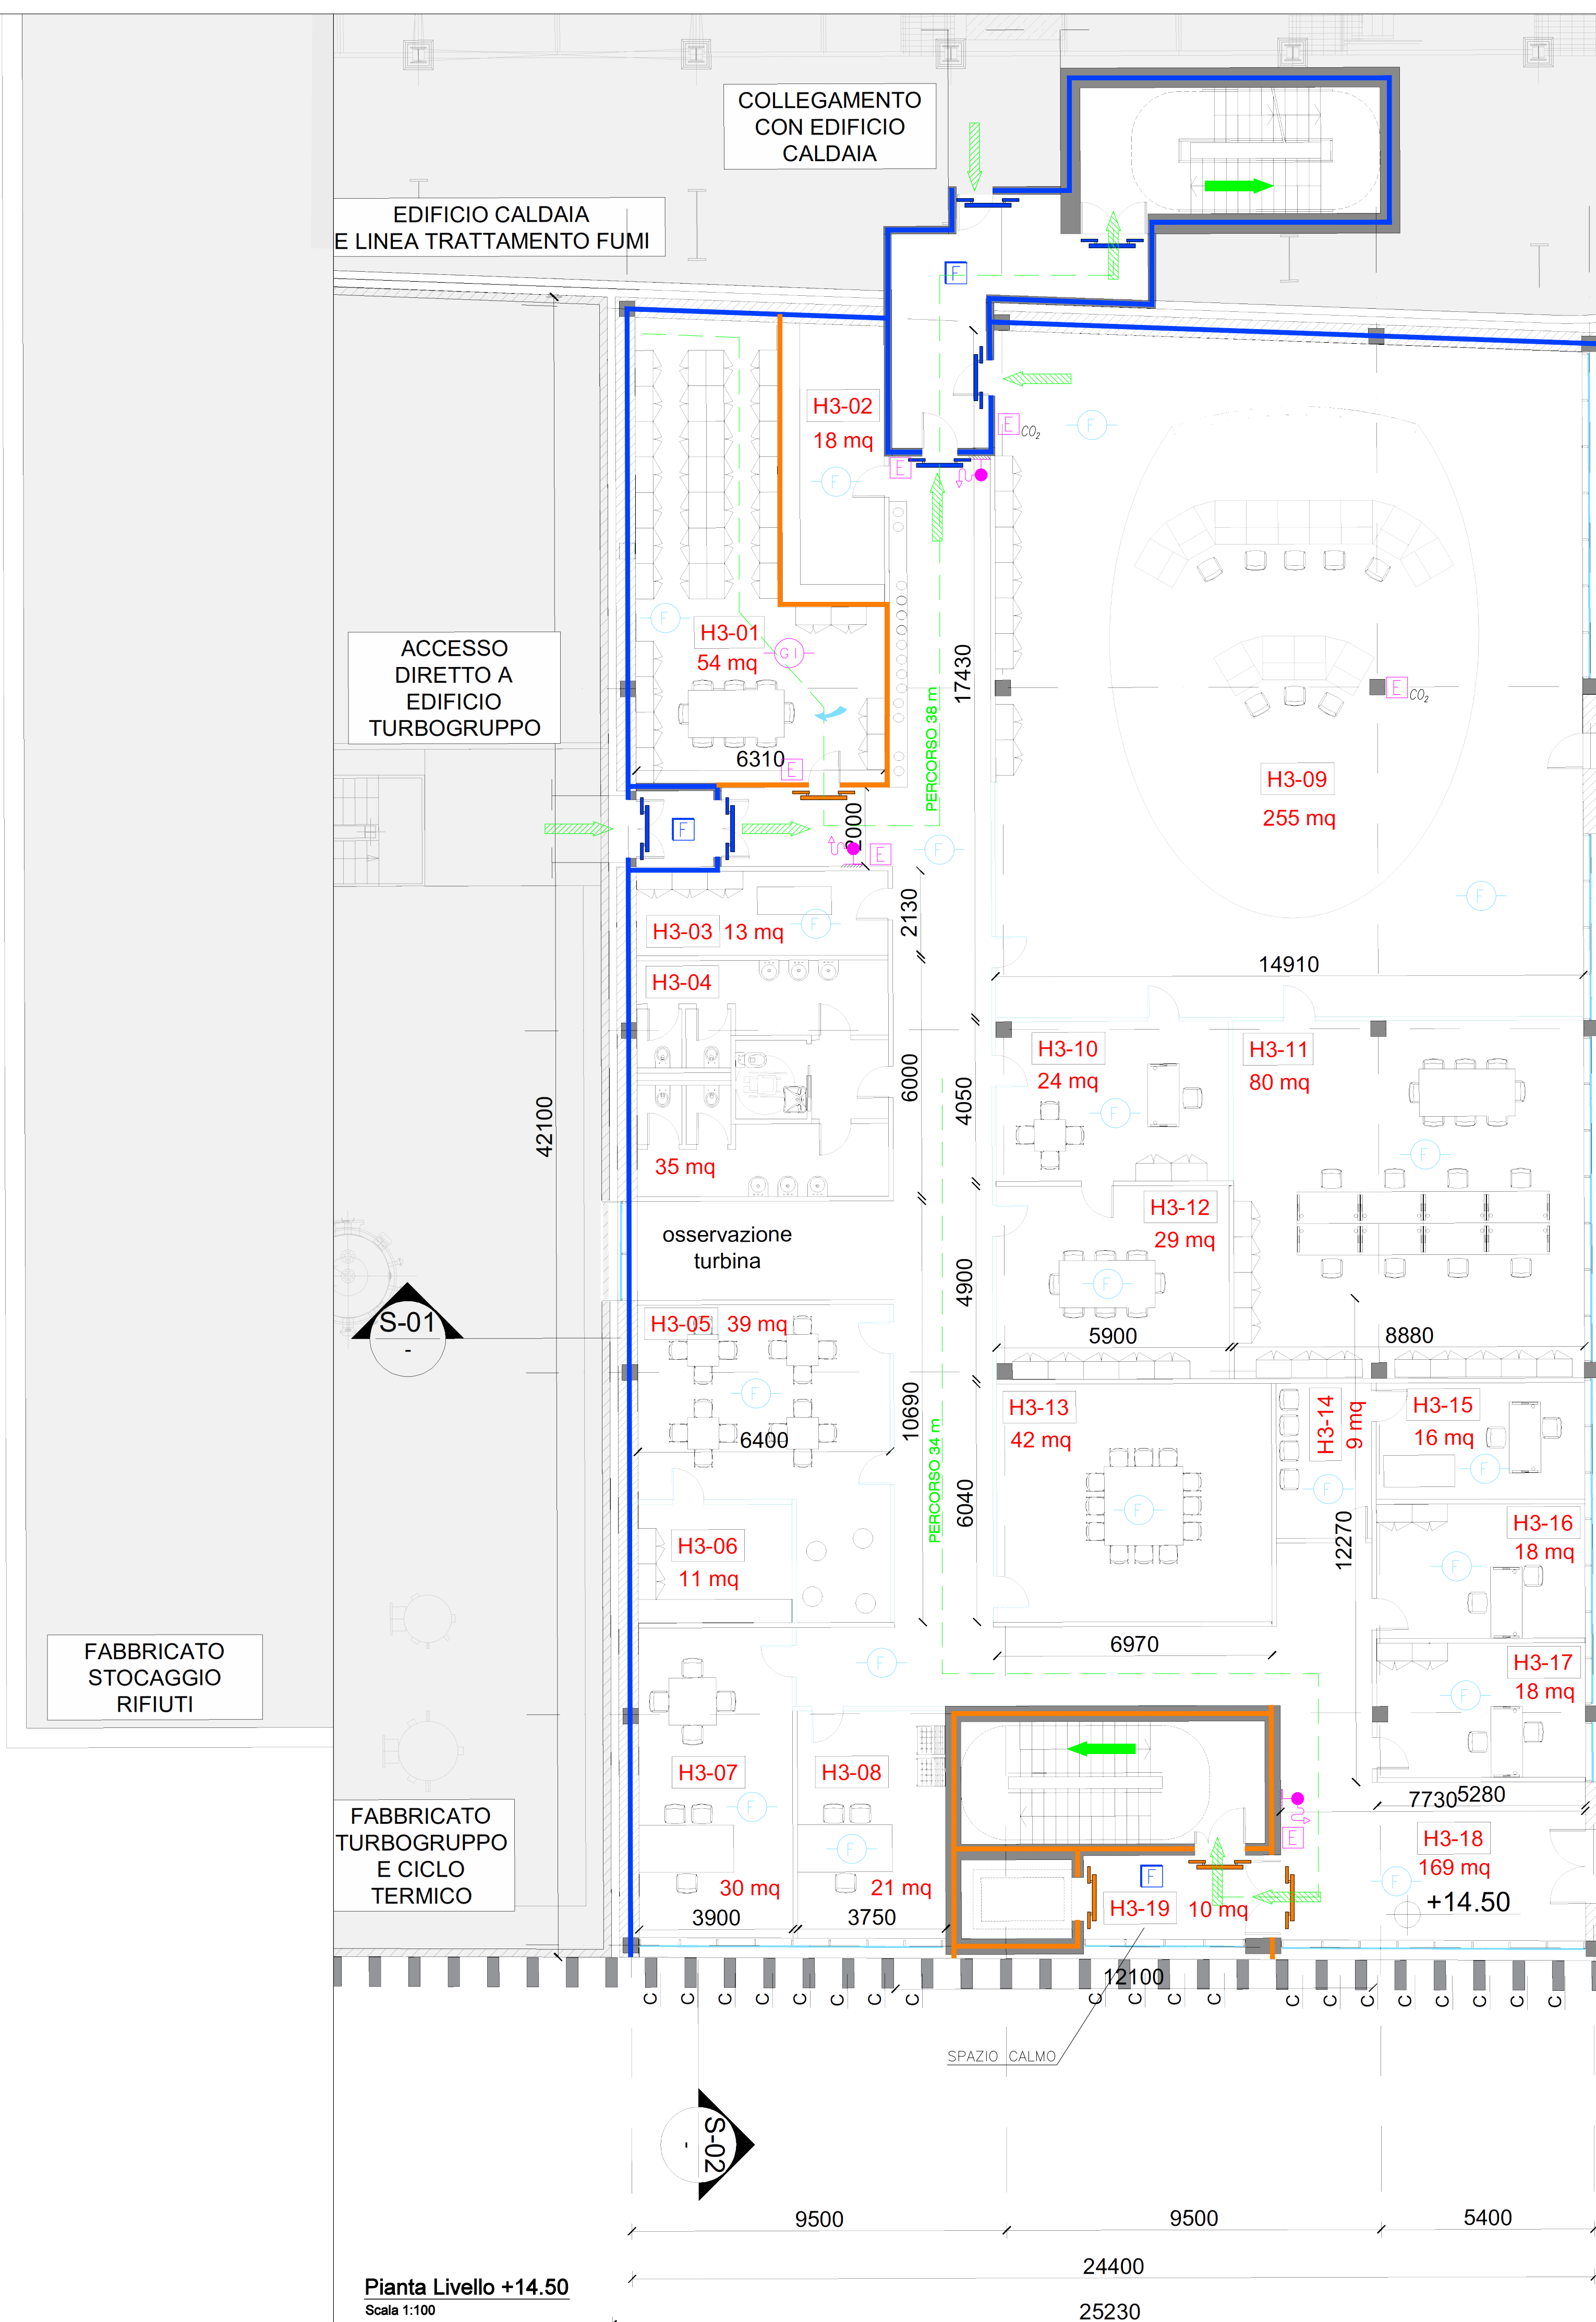 COLLEGAMENTO
CON EDIFICIO
CALDAIA
EDIFICIO CALDAIA
E LINEA TRATTAMENTO FUMI
F
H3-02
18 mq
F
E
E CO2
F
ACCESSO
DIRETTO A
EDIFICIO
TURBOGRUPPO
F
H3-01
54 mq
GI
6310
E
PERCORSO 38 m
17430
E CO2
H3-09
255 mq
F
2000
E
F
F
H3-03 13 mq
F
2130
14910
H3-04
35 mq
6000
4050
H3-10
24 mq
F
H3-11
80 mq
F
42100
osservazione
turbina
H3-12
29 mq
F
4900
5900
8880
S-01
-
H3-05 39 mq
F
6400
10690
PERCORSO 34 m
6040
H3-13
42 mq
F
H3-14
9 mq
F
H3-15
16 mq
F
H3-06
11 mq
12270
H3-16
18 mq
F
FABBRICATO
STOCAGGIO
RIFIUTI
6970
F
H3-17
18 mq
F
H3-07
F
30 mq
H3-08
F
21 mq
7730
5280
E
H3-18
169 mq
F
+14.50
FABBRICATO
TURBOGRUPPO
E CICLO
TERMICO
F
H3-19 10 mq
3900
3750
12100
C C C C C C C C C C C C C C C C C C C C
SPAZIO CALMO
S-02
-
9500
9500
5400
24400
25230
Pianta Livello +14.50
Scala 1:100